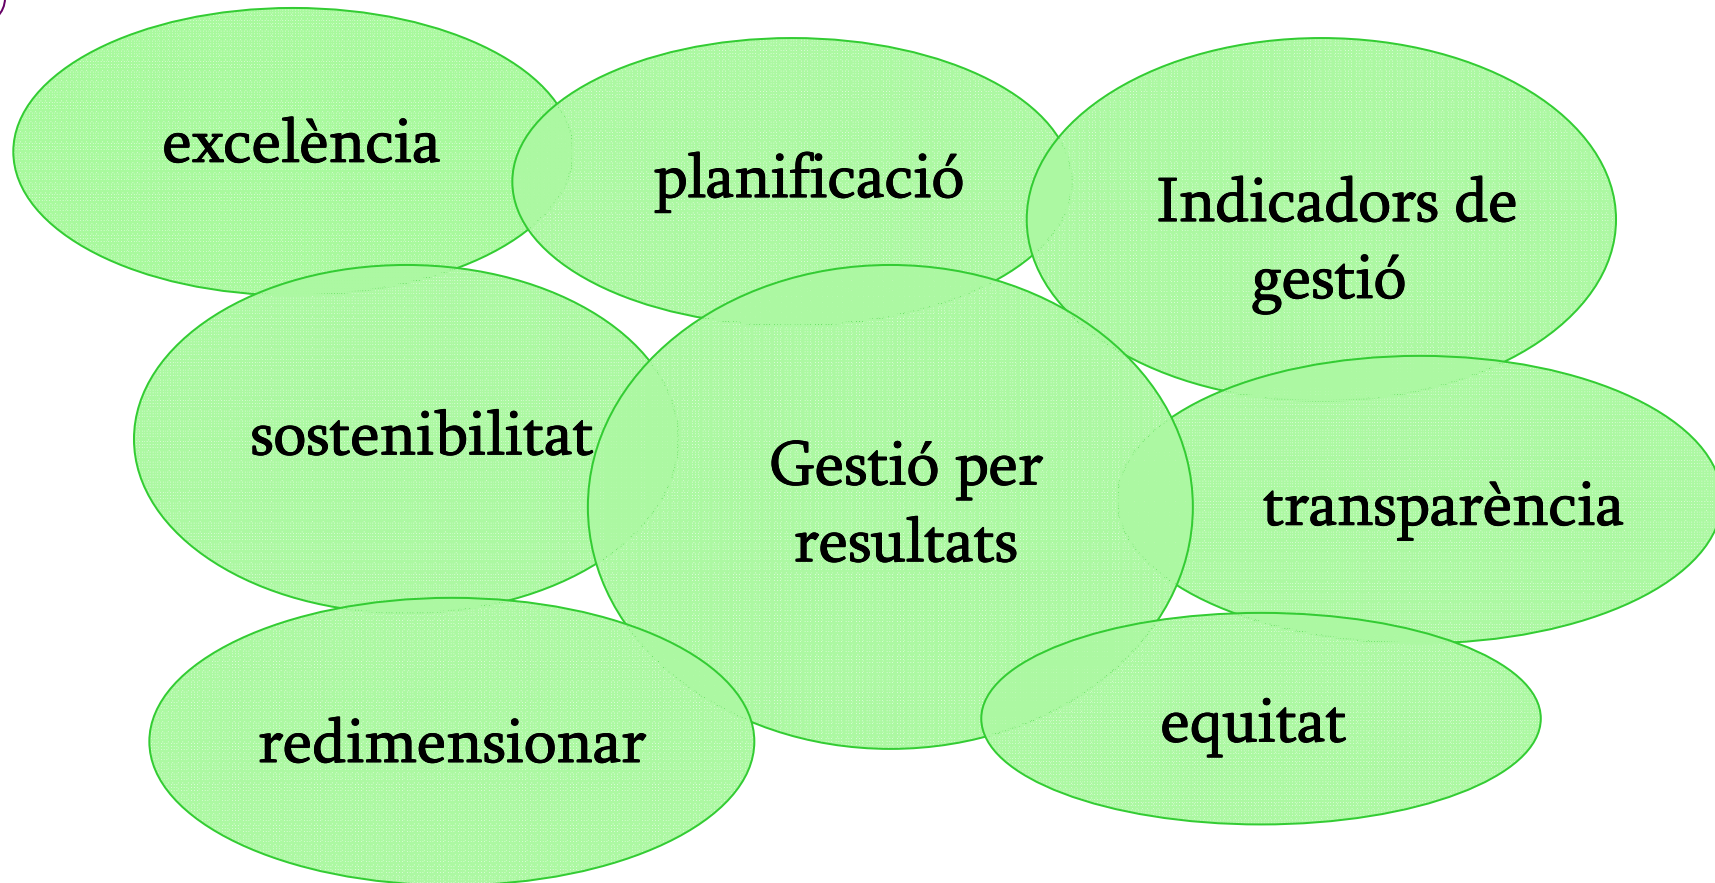 excelència
planificació
Indicadors de
gestió
sostenibilitat
Gestió per
resultats
transparència
redimensionar
equitat